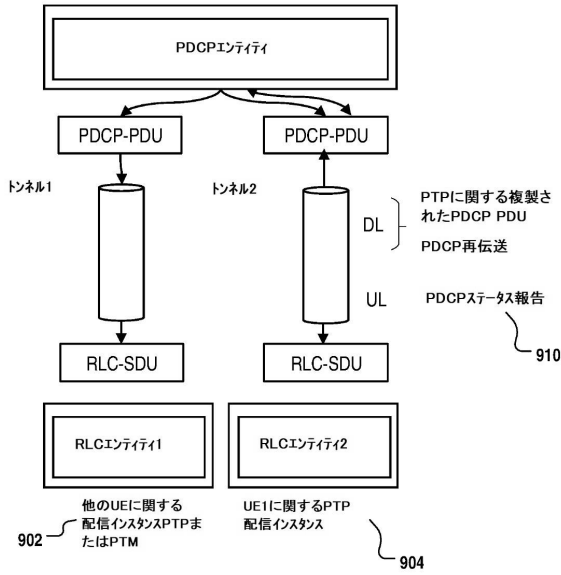 PDCPエンティティ
PDCP-PDU
PDCP-PDU
トンネル1
トンネル2
DL
PTPに関する複製さ
れたPDCP PDU
PDCP再伝送
UL
PDCPステータス報告
910
RLC-SDU
RLC-SDU
RLCエンティティ1
RLCエンティティ2
他のUEに関する
配信インスタンスPTPま
たはPTM
902
UE1に関するPTP
配信インスタンス
904